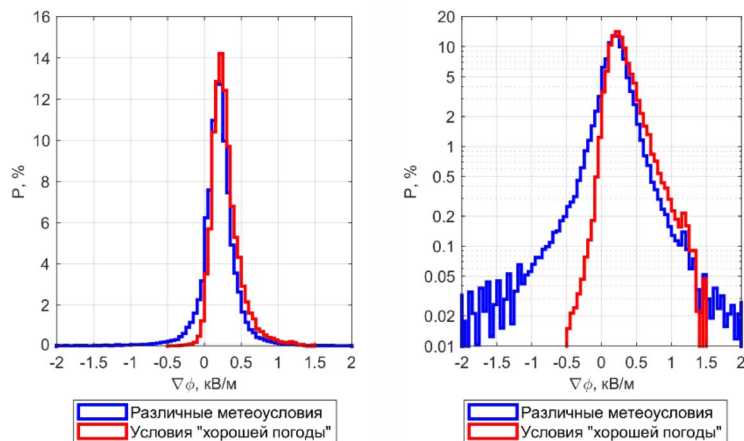 16
14
12
10
8
6
4
2
0
P, %
-2 -1.5 -1 -0.5 0 0.5 1 1.5 2
∇ϕ, кВ/м
Различные метеоусловия
Условия "хорошей погоды"
20
10
5
2
1
0.5
0.2
0.1
0.05
0.02
0.01
P, %
-2 -1.5 -1 -0.5 0 0.5 1 1.5 2
∇ϕ, кВ/м
Различные метеоусловия
Условия "хорошей погоды"